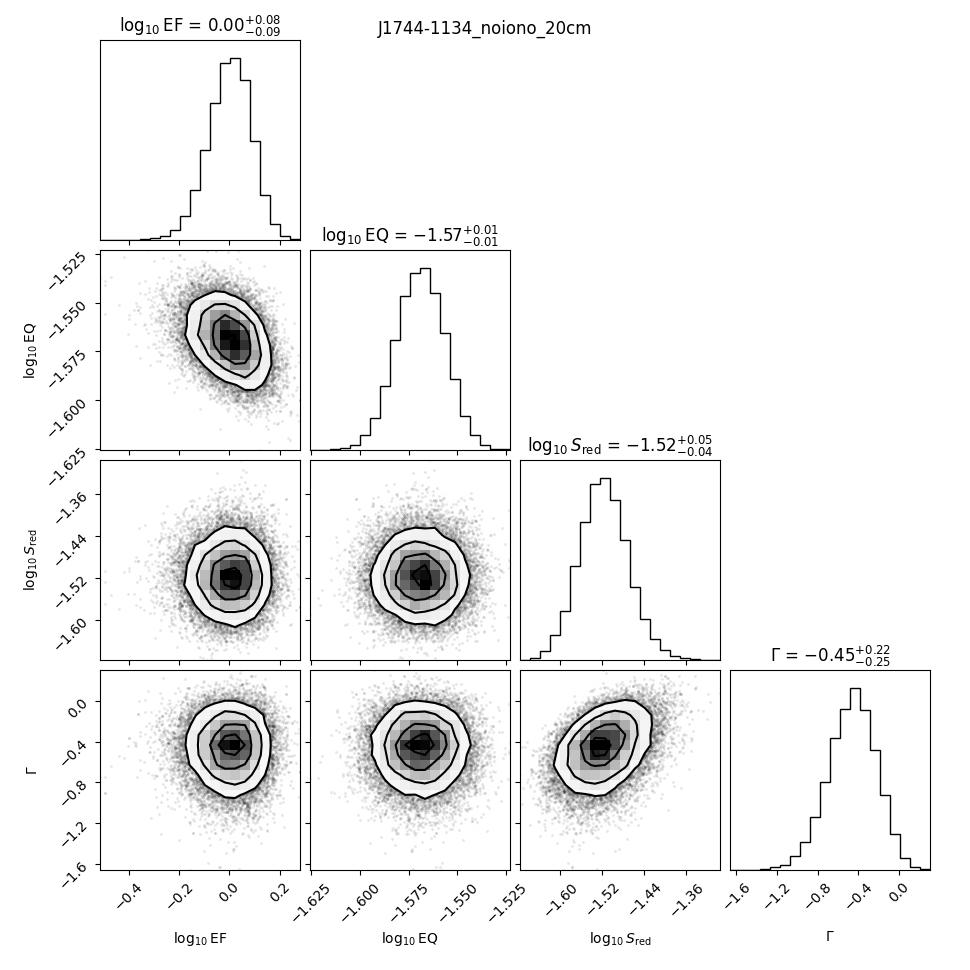 log₁₀ EF = 0.00 +0.08 −0.09
J1744-1134_noiono_20cm
log₁₀ EQ = −1.57 +0.01 −0.01
−1.525
−1.550
−1.575
−1.600
−1.625
log₁₀ EQ
log₁₀ S_red = −1.52 +0.05 −0.04
−1.36
−1.44
−1.52
−1.60
log₁₀ S_red
Γ = −0.45 +0.22 −0.25
0.0
−0.4
−0.8
−1.2
−1.6
Γ
−0.4 −0.2 0.0 0.2
−1.625 −1.600 −1.575 −1.550 −1.525
−1.60 −1.52 −1.44 −1.36
−1.6 −1.2 −0.8 −0.4 0.0
log₁₀ EF log₁₀ EQ log₁₀ S_red Γ